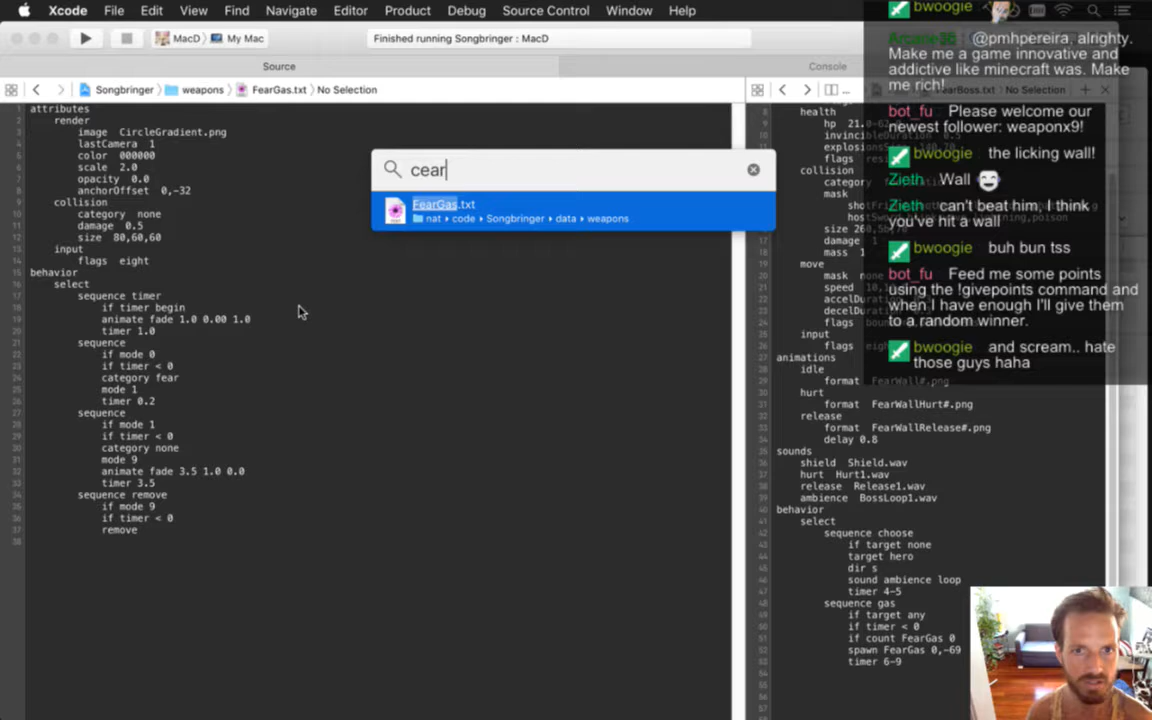 Xcode File Edit View Find Navigate Editor Product Debug Source Control Window Help
MacD My Mac
Finished running Songbringer : MacD
Source
Console
Songbringer weapons FearGas.txt No Selection
FearBoss.txt No Selection
attributes
render
image CircleGradient.png
lastCamera 1
color 000000
scale 2.0
opacity 0.0
anchorOffset 0,-32
collision
category none
damage 0.5
size 80,60,60
input
flags eight
behavior
select
sequence timer
if timer begin
animate fade 1.0 0.00 1.0
timer 1.0
sequence
if mode 0
if timer < 0
category fear
mode 1
timer 0.2
sequence
if mode 1
if timer < 0
category none
mode 9
animate fade 3.5 1.0 0.0
timer 3.5
sequence remove
if mode 9
if timer < 0
remove
cear
FearGas.txt
nat code Songbringer data weapons
health
collision
category
mask
damage 1
mass 1
move
mask none
speed
input
animations
idle
format FearWall#.png
hurt
format FearWallHurt#.png
release
format FearWallRelease#.png
delay 0.8
sounds
shield Shield.wav
hurt Hurt1.wav
release Release1.wav
ambience BossLoop1.wav
behavior
select
sequence choose
if target none
target hero
dir s
sound ambience loop
timer 4-5
sequence gas
if target any
if timer < 0
if count FearGas 0
spawn FearGas 0,-69
timer 6-9
bwoogie
@pmhpereira, alrighty.
Make me a game innovative and
addictive like minecraft was. Make
me rich!
bot_fu Please welcome our
newest follower: weaponx9!
bwoogie the licking wall!
Zieth Wall
Zieth can't beat him, I think
you've hit a wall
bwoogie buh bun tss
bot_fu Feed me some points
using the !givepoints command and
when I have enough I'll give them
to a random winner.
bwoogie and scream.. hate
those guys haha